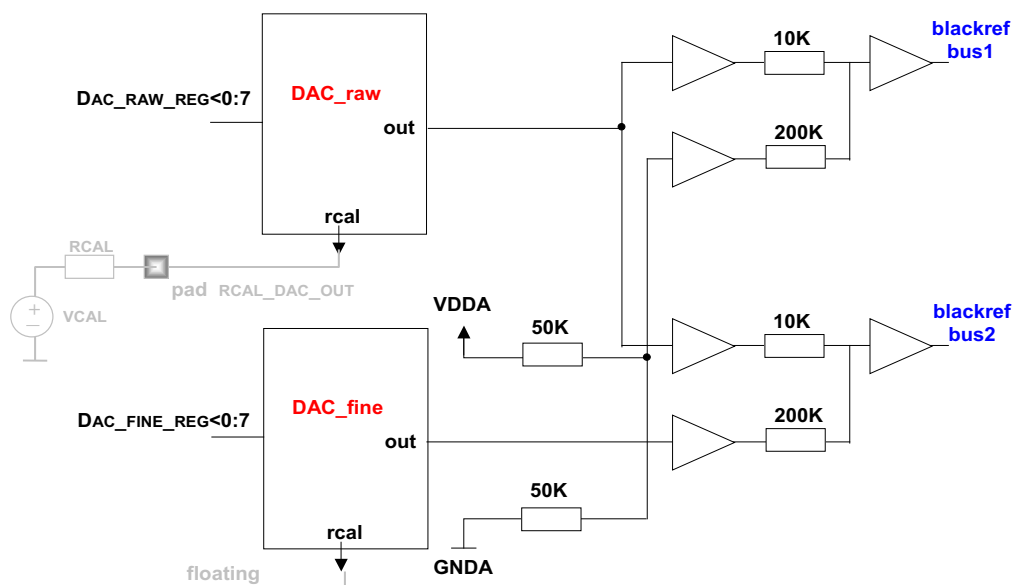 10K
blackref
bus1
DAC_RAW_REG<0:7
DAC_raw
out
200K
rcal
RCAL
pad RCAL_DAC_OUT
+
−
VCAL
VDDA
50K
10K
blackref
bus2
DAC_FINE_REG<0:7
DAC_fine
out
200K
50K
rcal
GNDA
floating